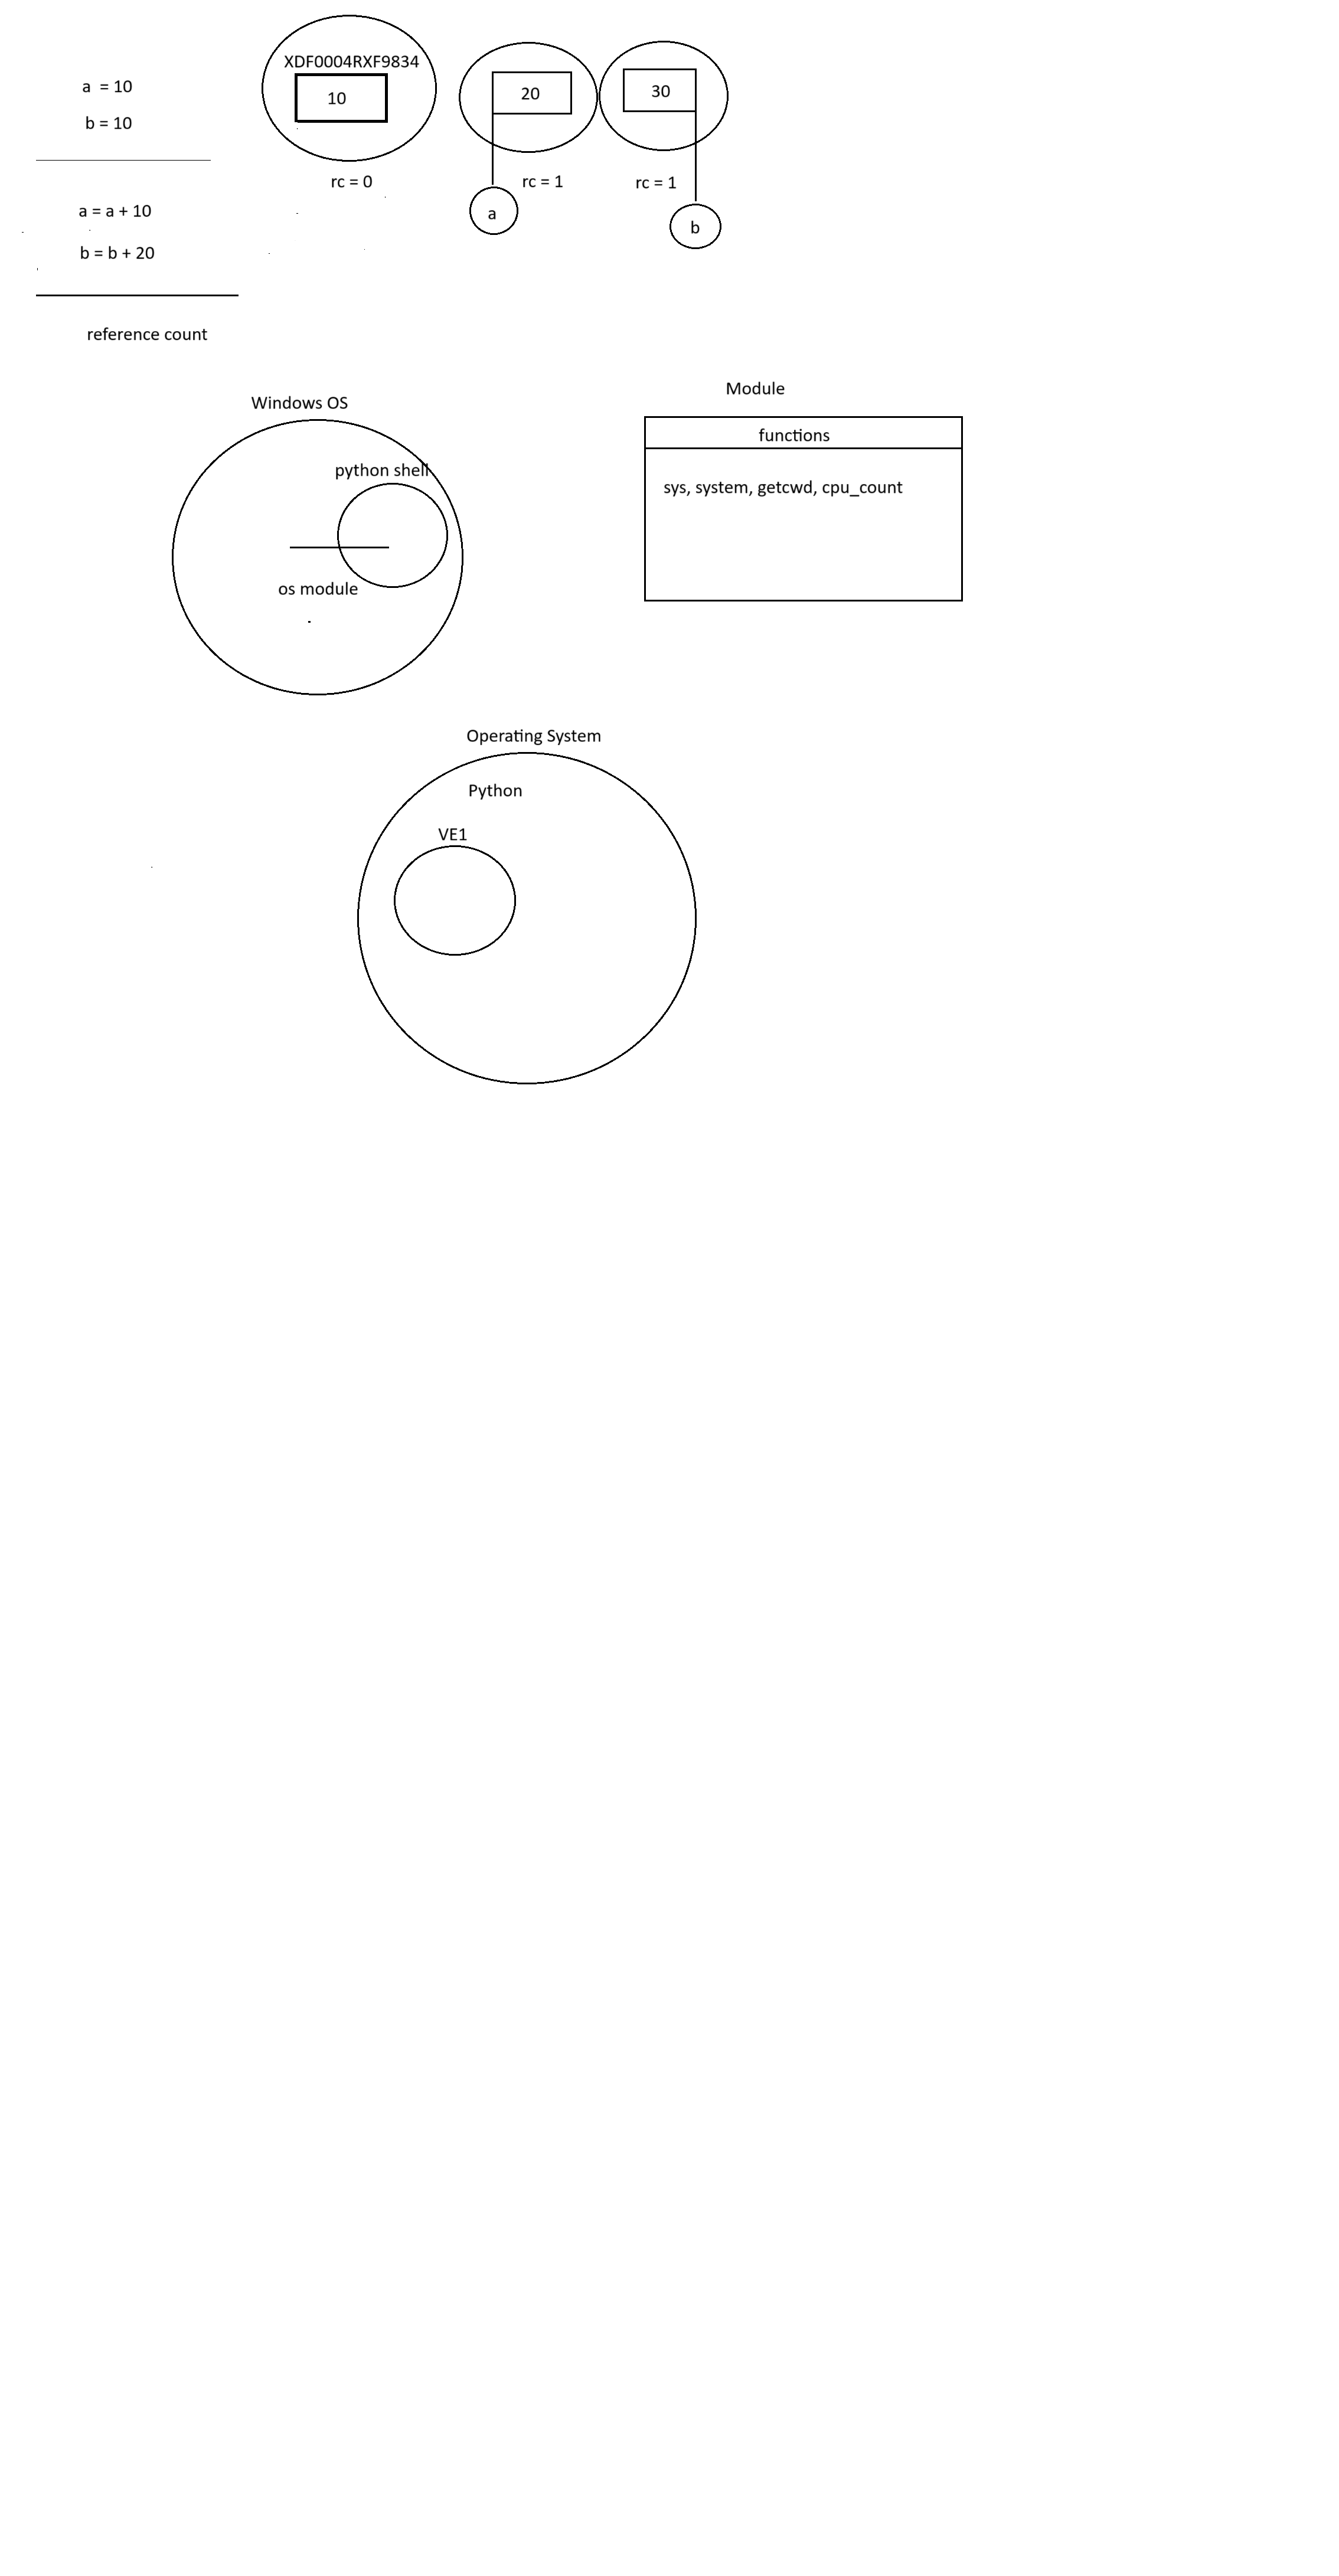 a  = 10
b = 10
a = a + 10
b = b + 20
reference count
XDF0004RXF9834
10
rc = 0
20
rc = 1
a
30
rc = 1
b
Windows OS
python shell
os module
Module
functions
sys, system, getcwd, cpu_count
Operating System
Python
VE1